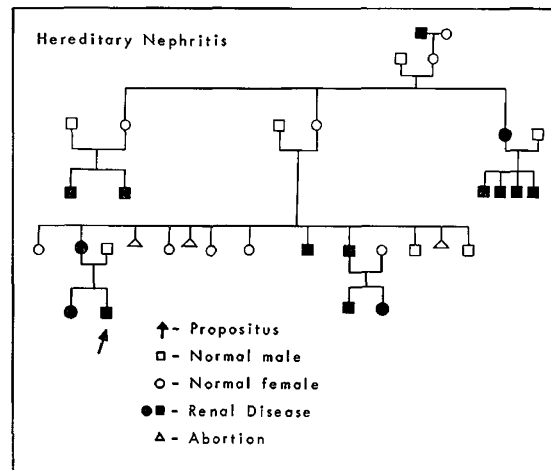 Hereditary Nephritis
- Propositus
- Normal male
- Normal female
- Renal Disease
- Abortion